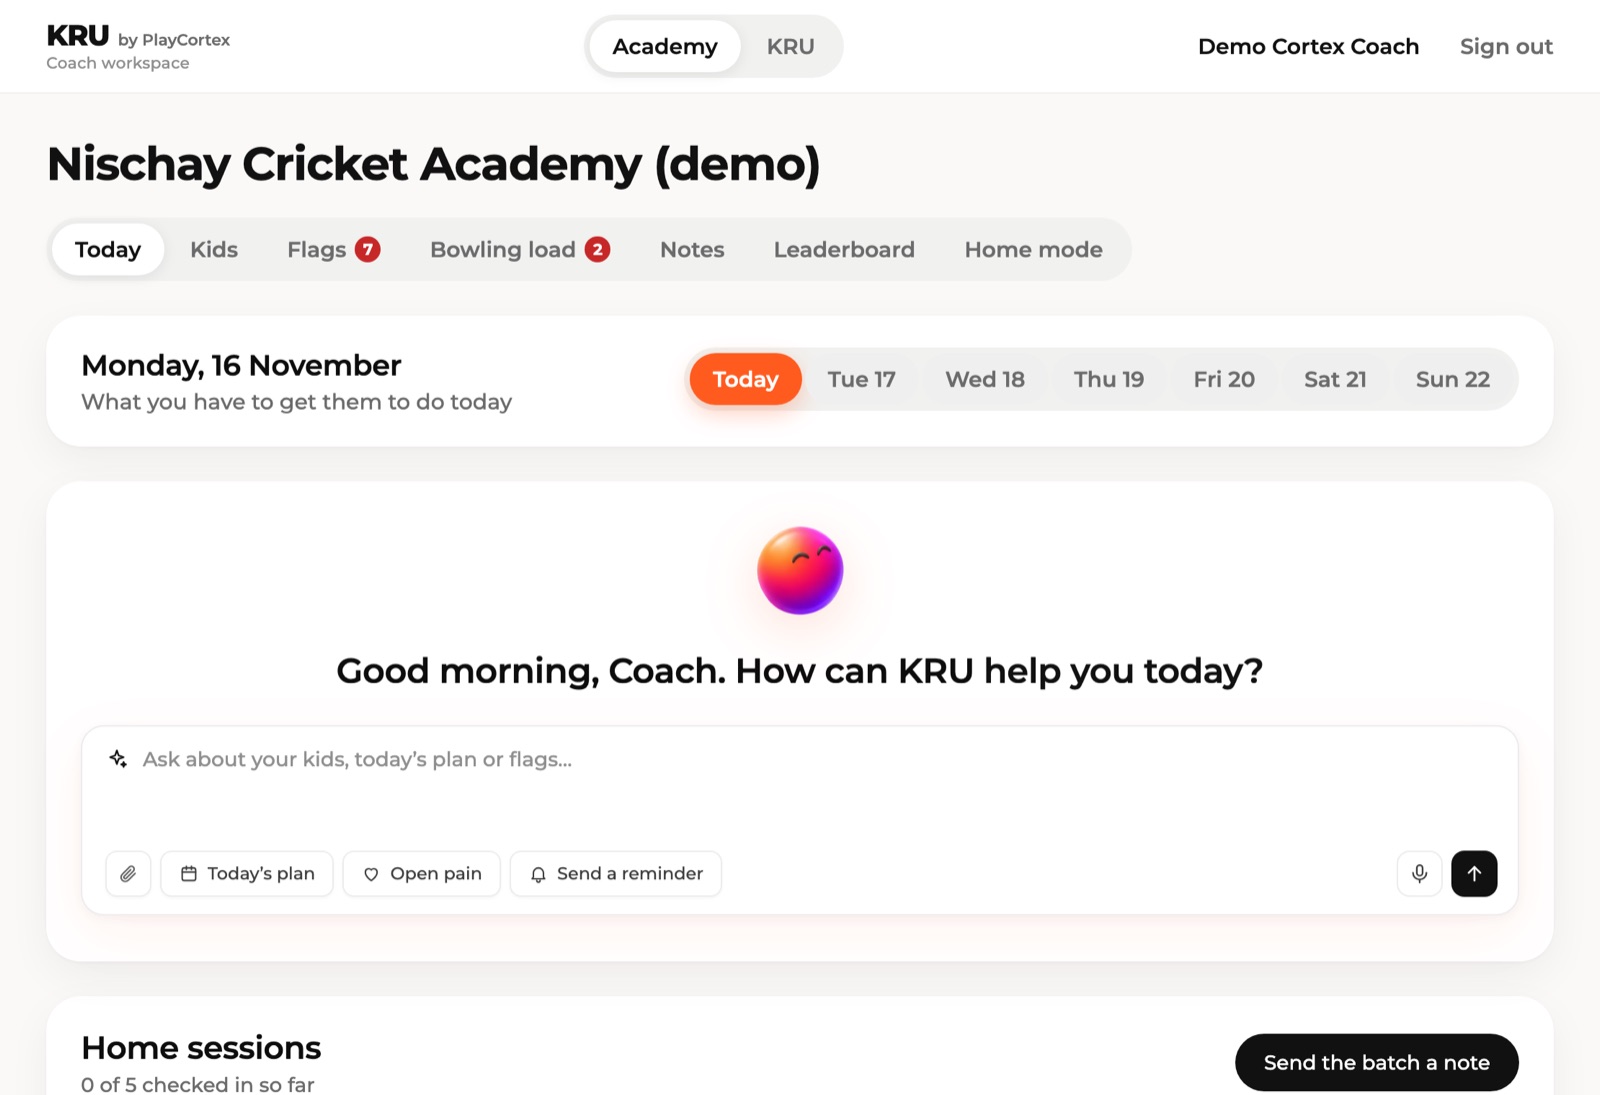 KRU by PlayCortex
Coach workspace
Academy
KRU
Demo Cortex Coach
Sign out
Nischay Cricket Academy (demo)
Today
Kids
Flags 7
Bowling load 2
Notes
Leaderboard
Home mode
Monday, 16 November
What you have to get them to do today
Today
Tue 17
Wed 18
Thu 19
Fri 20
Sat 21
Sun 22
Good morning, Coach. How can KRU help you today?
Ask about your kids, today’s plan or flags...
Today’s plan
Open pain
Send a reminder
Home sessions
0 of 5 checked in so far
Send the batch a note